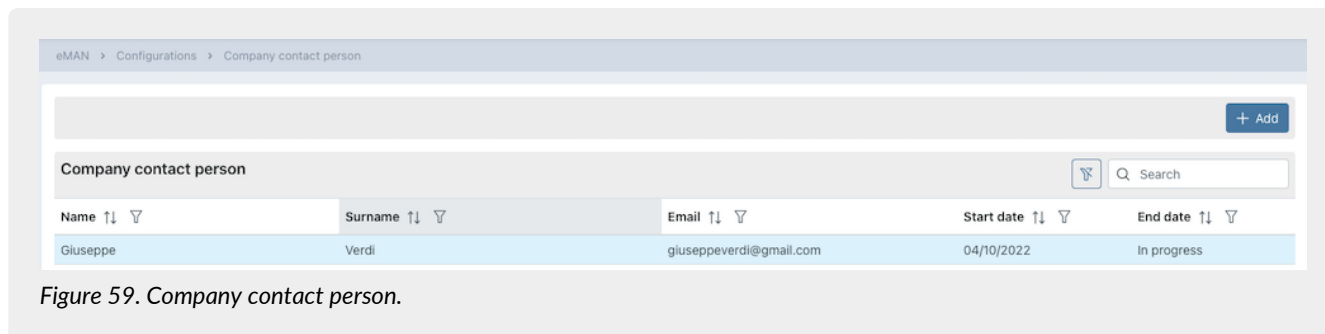 eMAN > Configurations > Company contact person
+ Add
Company contact person
Search
Name Surname Email Start date End date
Giuseppe Verdi giuseppeverdi@gmail.com 04/10/2022 In progress
Figure 59. Company contact person.